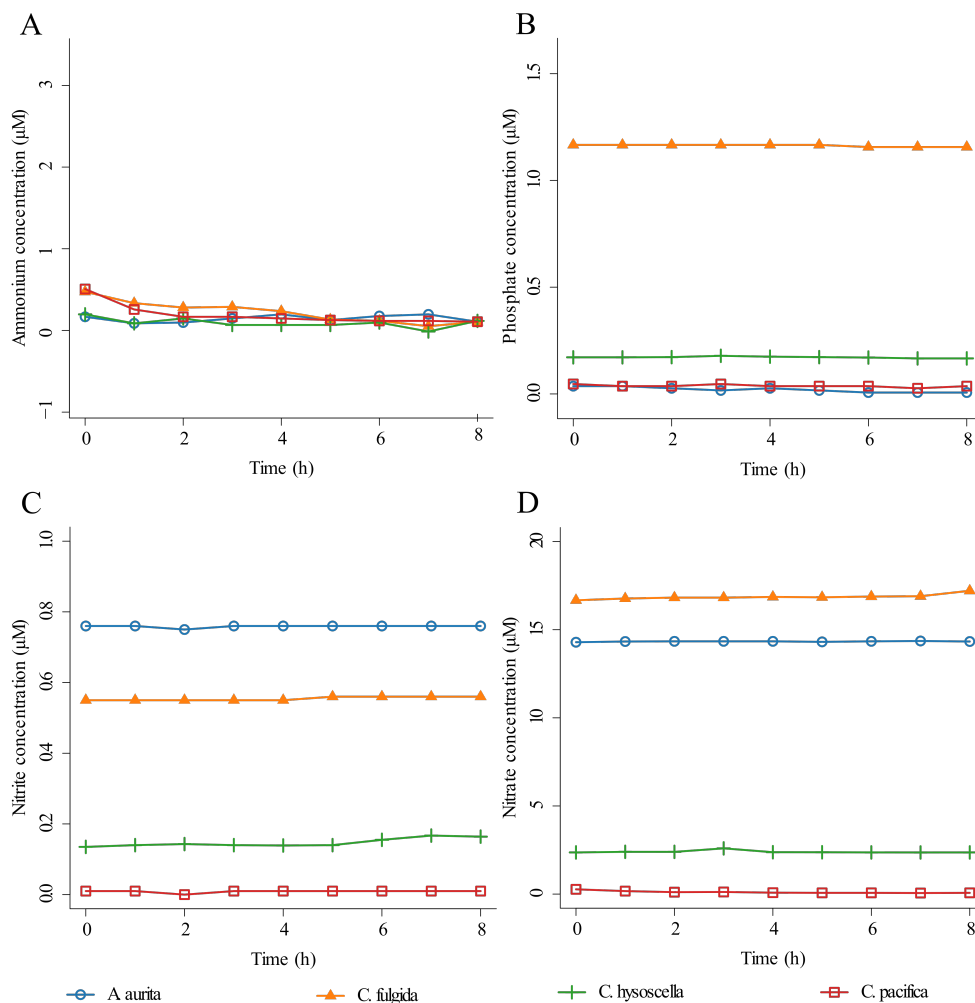 A
B
Ammonium concentration (μM)
3
2
1
0
−1
0 2 4 6 8
Time (h)
Phosphate concentration (μM)
1.5
1.0
0.5
0.0
0 2 4 6 8
Time (h)
C
D
Nitrite concentration (μM)
1.0
0.8
0.6
0.4
0.2
0.0
0 2 4 6 8
Time (h)
Nitrate concentration (μM)
20
15
10
5
0
0 2 4 6 8
Time (h)
A aurita C. fulgida C. hysoscella C. pacifica